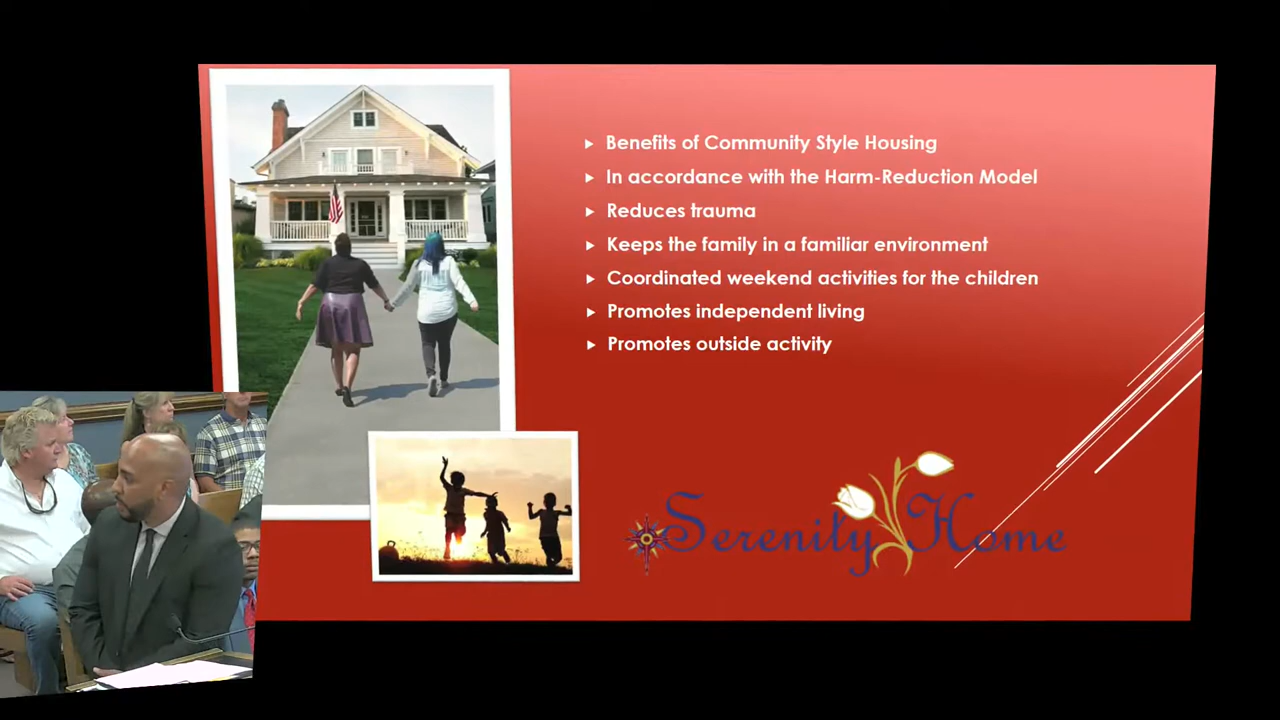 Benefits of Community Style Housing
In accordance with the Harm-Reduction Model
Reduces trauma
Keeps the family in a familiar environment
Coordinated weekend activities for the children
Promotes independent living
Promotes outside activity
Serenity Home